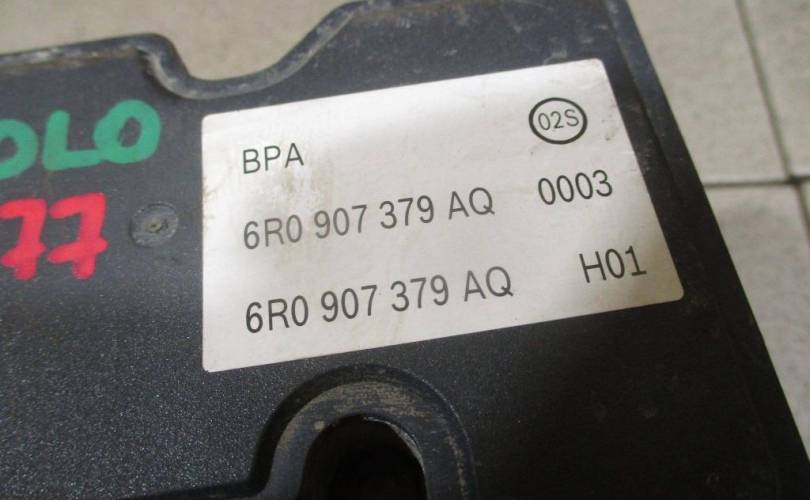 OLO
77
BPA 02S
6R0 907 379 AQ 0003
6R0 907 379 AQ H01